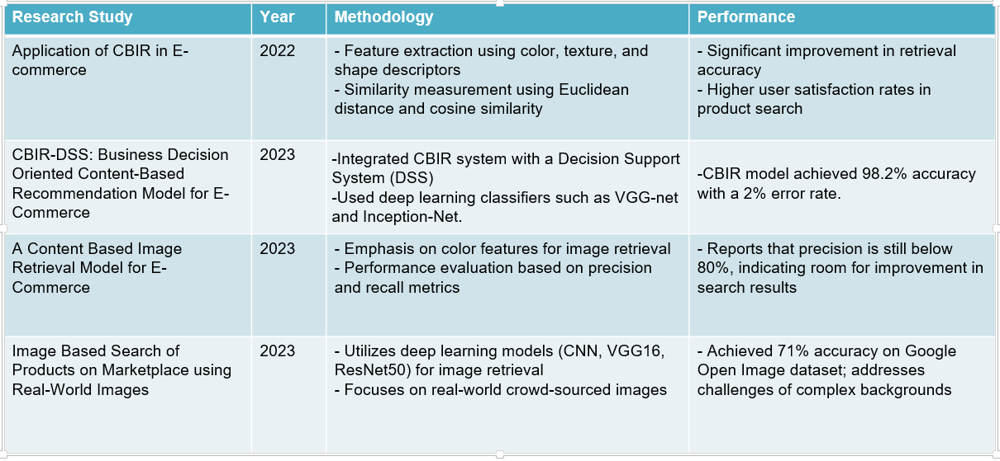 Research Study
Year
Methodology
Performance
Application of CBIR in E-
commerce
2022
- Feature extraction using color, texture, and
shape descriptors
- Similarity measurement using Euclidean
distance and cosine similarity
- Significant improvement in retrieval
accuracy
- Higher user satisfaction rates in
product search
CBIR-DSS: Business Decision
Oriented Content-Based
Recommendation Model for E-
Commerce
2023
-Integrated CBIR system with a Decision Support
System (DSS)
-Used deep learning classifiers such as VGG-net
and Inception-Net.
-CBIR model achieved 98.2% accuracy
with a 2% error rate.
A Content Based Image
Retrieval Model for E-
Commerce
2023
- Emphasis on color features for image retrieval
- Performance evaluation based on precision
and recall metrics
- Reports that precision is still below
80%, indicating room for improvement in
search results
Image Based Search of
Products on Marketplace using
Real-World Images
2023
- Utilizes deep learning models (CNN, VGG16,
ResNet50) for image retrieval
- Focuses on real-world crowd-sourced images
- Achieved 71% accuracy on Google
Open Image dataset; addresses
challenges of complex backgrounds